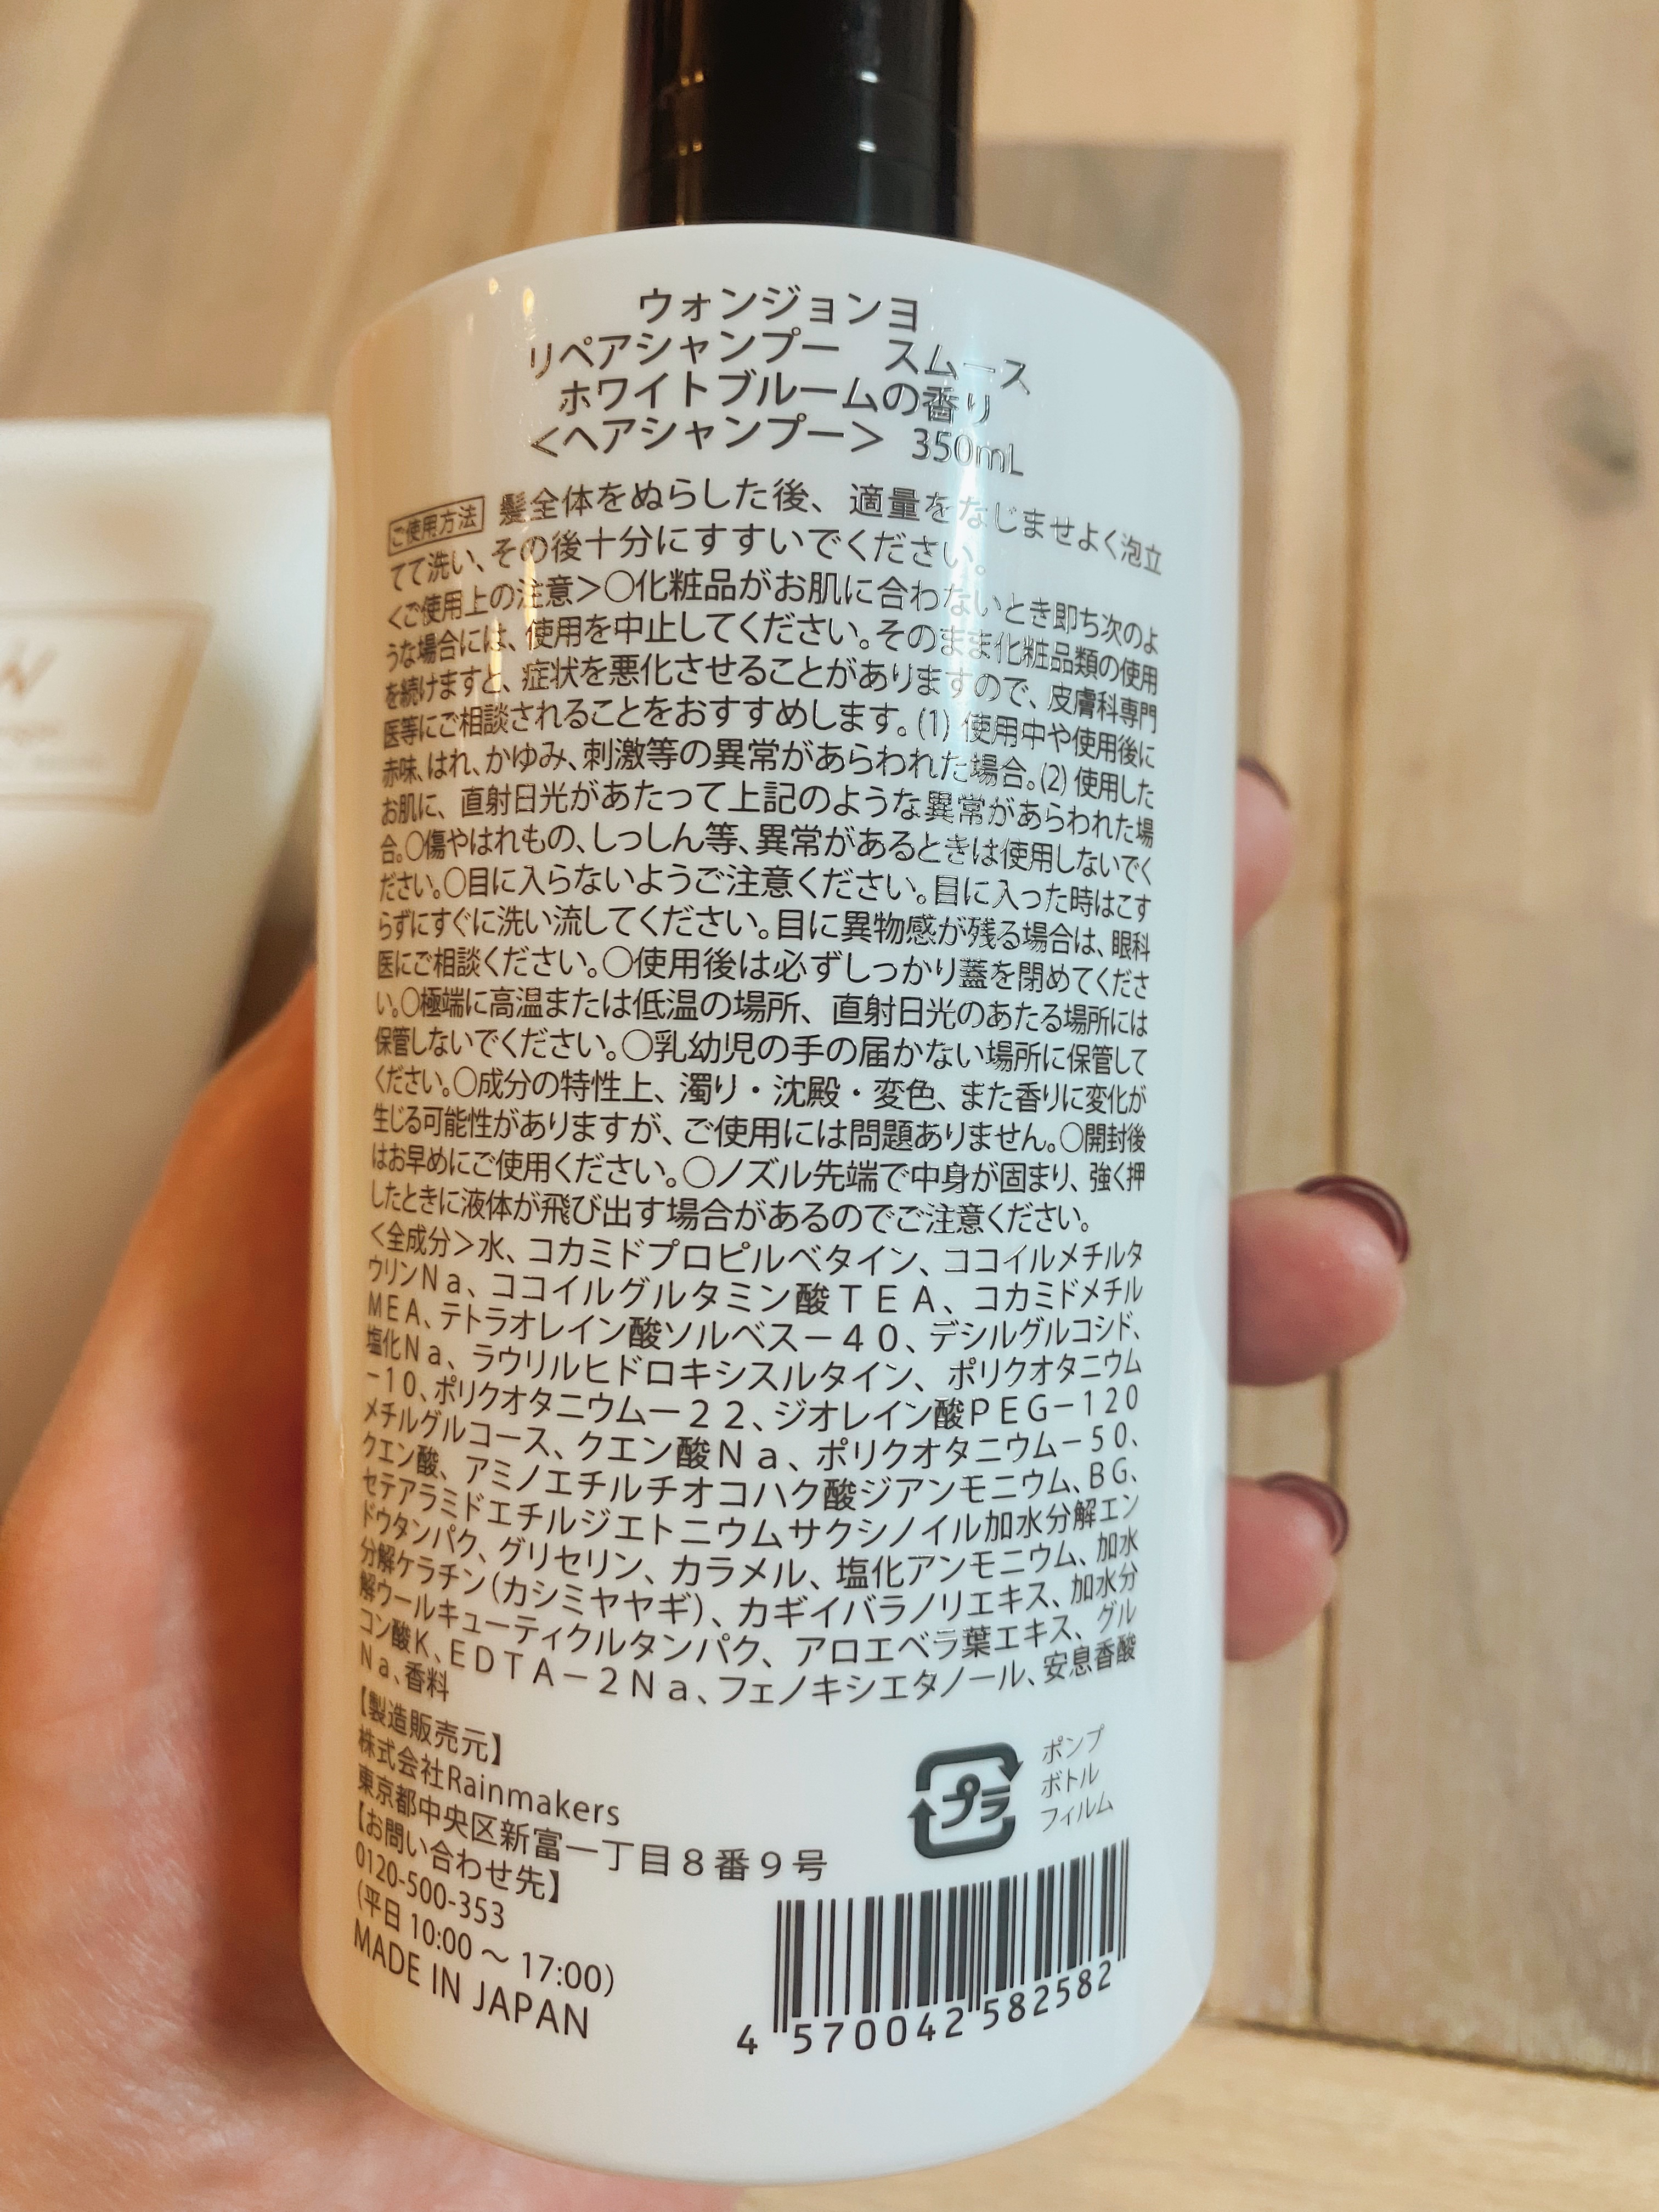 ウォンジョンヨ
リペアシャンプー　スムース
ホワイトブルームの香り
＜ヘアシャンプー＞ 350mL
ご使用方法 髪全体をぬらした後、適量をなじませよく泡立
てて洗い、その後十分にすすいでください。
＜ご使用上の注意＞○化粧品がお肌に合わないとき即ち次のよ
うな場合には、使用を中止してください。そのまま化粧品類の使用
を続けますと、症状を悪化させることがありますので、皮膚科専門
医等にご相談されることをおすすめします。(1) 使用中や使用後に
赤味、はれ、かゆみ、刺激等の異常があらわれた場合。(2) 使用した
お肌に、直射日光があたって上記のような異常があらわれた場
合。○傷やはれもの、しっしん等、異常があるときは使用しないでく
ださい。○目に入らないようご注意ください。目に入った時はこす
らずにすぐに洗い流してください。目に異物感が残る場合は、眼科
医にご相談ください。○使用後は必ずしっかり蓋を閉めてくださ
い。○極端に高温または低温の場所、直射日光のあたる場所には
保管しないでください。○乳幼児の手の届かない場所に保管して
ください。○成分の特性上、濁り・沈殿・変色、また香りに変化が
生じる可能性がありますが、ご使用には問題ありません。○開封後
はお早めにご使用ください。○ノズル先端で中身が固まり、強く押
したときに液体が飛び出す場合があるのでご注意ください。
＜全成分＞水、コカミドプロピルベタイン、ココイルメチルタ
ウリンＮａ、ココイルグルタミン酸ＴＥＡ、コカミドメチル
ＭＥＡ、テトラオレイン酸ソルベス－４０、デシルグルコシド、
塩化Ｎａ、ラウリルヒドロキシスルタイン、ポリクオタニウム
－１０、ポリクオタニウム－２２、ジオレイン酸ＰＥＧ－１２０
メチルグルコース、クエン酸Ｎａ、ポリクオタニウム－５０、
クエン酸、アミノエチルチオコハク酸ジアンモニウム、ＢＧ、
セテアラミドエチルジエトニウムサクシノイル加水分解エン
ドウタンパク、グリセリン、カラメル、塩化アンモニウム、加水
分解ケラチン（カシミヤヤギ）、カギイバラノリエキス、加水分
解ウールキューティクルタンパク、アロエベラ葉エキス、グル
コン酸Ｋ、ＥＤＴＡ－２Ｎａ、フェノキシエタノール、安息香酸
Ｎａ、香料
【製造販売元】
株式会社Rainmakers
東京都中央区新富一丁目８番９号
【お問い合わせ先】
0120-500-353
(平日 10:00 ～ 17:00)
MADE IN JAPAN
プラ
ポンプ
ボトル
フィルム
4 570042 582582